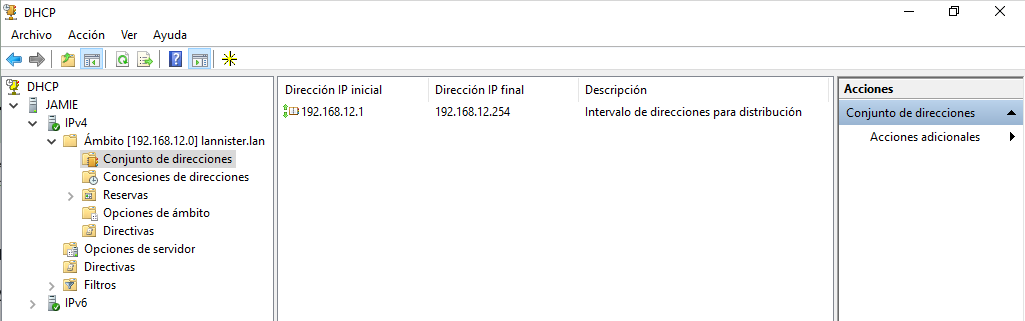 DHCP
Archivo Acción Ver Ayuda
DHCP
JAMIE
IPv4
Ámbito [192.168.12.0] lannister.lan
Conjunto de direcciones
Concesiones de direcciones
Reservas
Opciones de ámbito
Directivas
Opciones de servidor
Directivas
Filtros
IPv6
Dirección IP inicial Dirección IP final Descripción
192.168.12.1 192.168.12.254 Intervalo de direcciones para distribución
Acciones
Conjunto de direcciones
Acciones adicionales